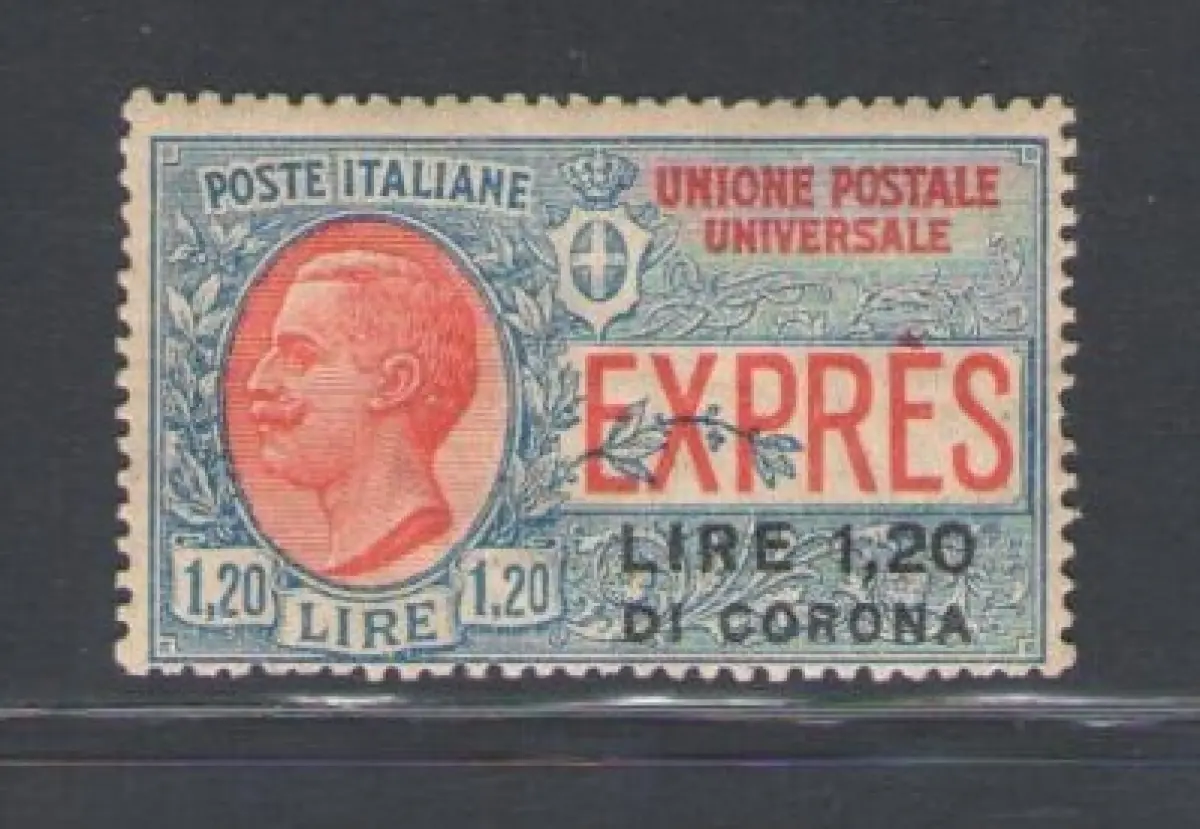 POSTE ITALIANE
UNIONE POSTALE
UNIVERSALE
EXPRÈS
LIRE 1,20
DI CORONA
1,20
LIRE
1,20